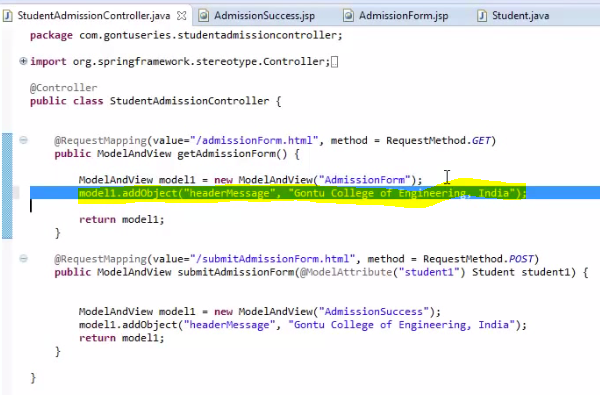 StudentAdmissionController.java AdmissionSuccess.jsp AdmissionForm.jsp Student.java
package com.gontuseries.studentadmissioncontroller;
import org.springframework.stereotype.Controller;
@Controller
public class StudentAdmissionController {
@RequestMapping(value="/admissionForm.html", method = RequestMethod.GET)
public ModelAndView getAdmissionForm() {
ModelAndView model1 = new ModelAndView("AdmissionForm");
model1.addObject("headerMessage", "Gontu College of Engineering, India");
return model1;
}
@RequestMapping(value="/submitAdmissionForm.html", method = RequestMethod.POST)
public ModelAndView submitAdmissionForm(@ModelAttribute("student1") Student student1) {
ModelAndView model1 = new ModelAndView("AdmissionSuccess");
model1.addObject("headerMessage", "Gontu College of Engineering, India");
return model1;
}
}